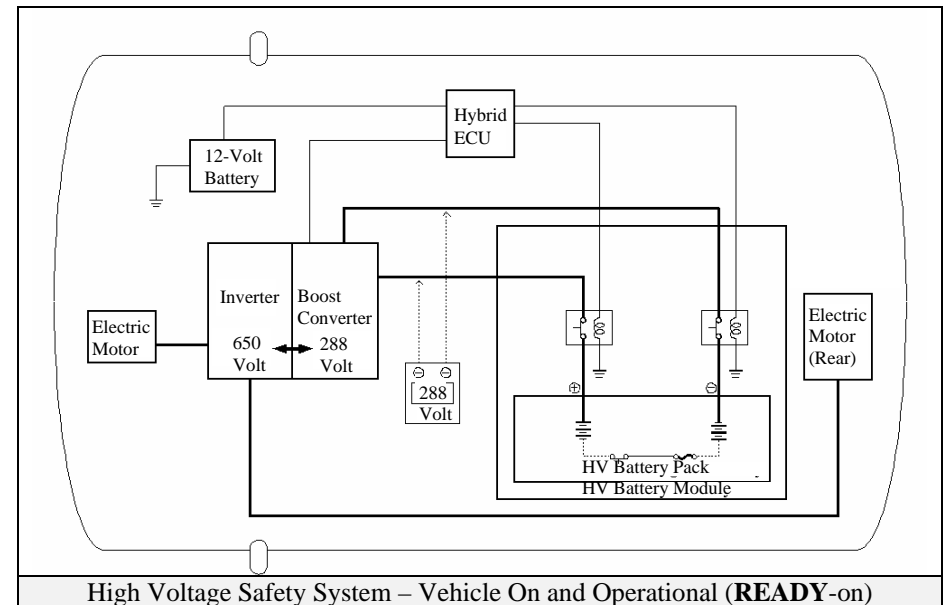 Hybrid
ECU
12-Volt
Battery
Inverter
650
Volt
Boost
Converter
288
Volt
Electric
Motor
288
Volt
Electric
Motor
(Rear)
HV Battery Pack
HV Battery Module
High Voltage Safety System – Vehicle On and Operational (READY-on)